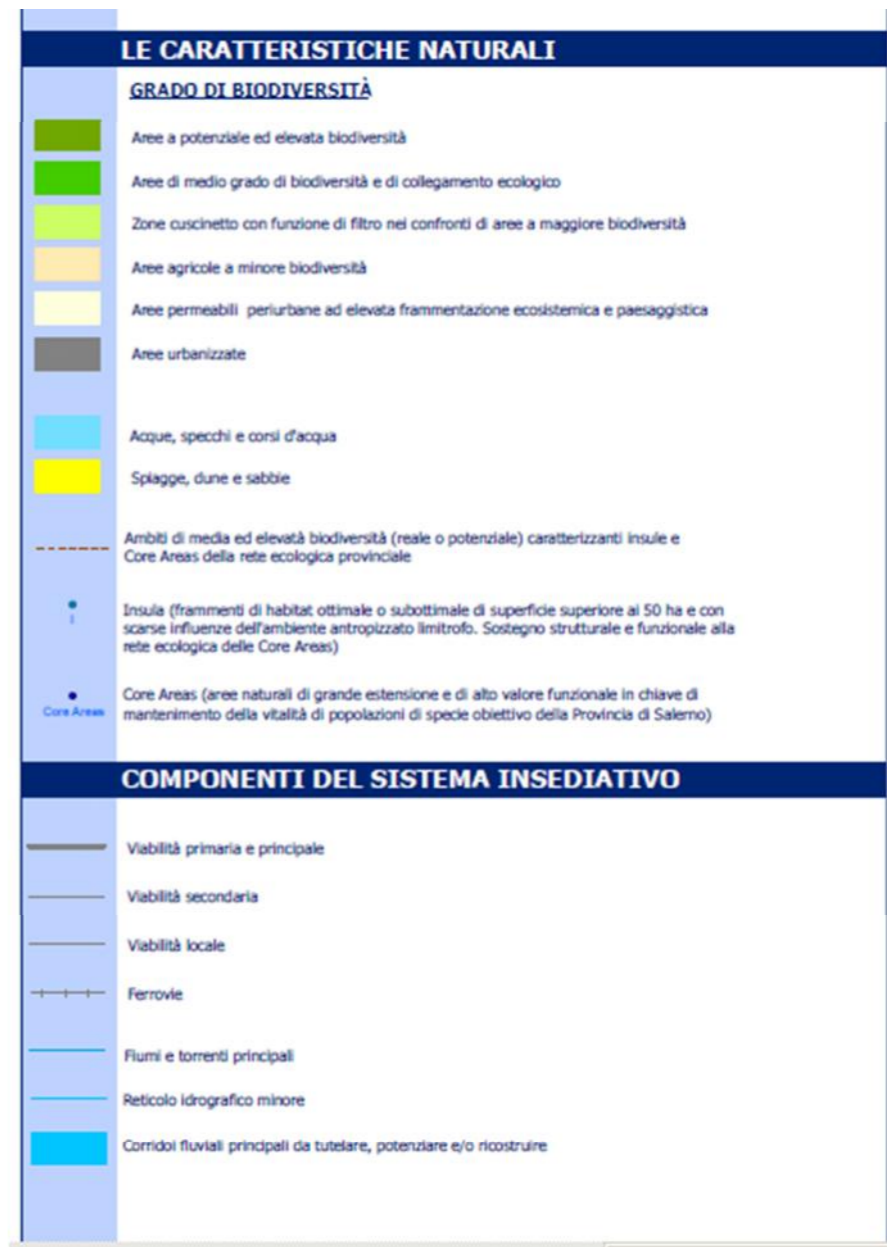 LE CARATTERISTICHE NATURALI
GRADO DI BIODIVERSITÀ
Aree a potenziale ed elevata biodiversità
Aree di medio grado di biodiversità e di collegamento ecologico
Zone cuscinetto con funzione di filtro nei confronti di aree a maggiore biodiversità
Aree agricole a minore biodiversità
Aree permeabili periurbane ad elevata frammentazione ecosistemica e paesaggistica
Aree urbanizzate
Acque, specchi e corsi d'acqua
Spiagge, dune e sabbie
Ambiti di media ed elevatà biodiversità (reale o potenziale) caratterizzanti insule e
Core Areas della rete ecologica provinciale
I
Insula (frammenti di habitat ottimale o subottimale di superficie superiore ai 50 ha e con
scarse influenze dell'ambiente antropizzato limitrofo. Sostegno strutturale e funzionale alla
rete ecologica delle Core Areas)
Core Areas
Core Areas (aree naturali di grande estensione e di alto valore funzionale in chiave di
mantenimento della vitalità di popolazioni di specie obiettivo della Provincia di Salerno)
COMPONENTI DEL SISTEMA INSEDIATIVO
Viabilità primaria e principale
Viabilità secondaria
Viabilità locale
Ferrovie
Fiumi e torrenti principali
Reticolo idrografico minore
Corridoi fluviali principali da tutelare, potenziare e/o ricostruire